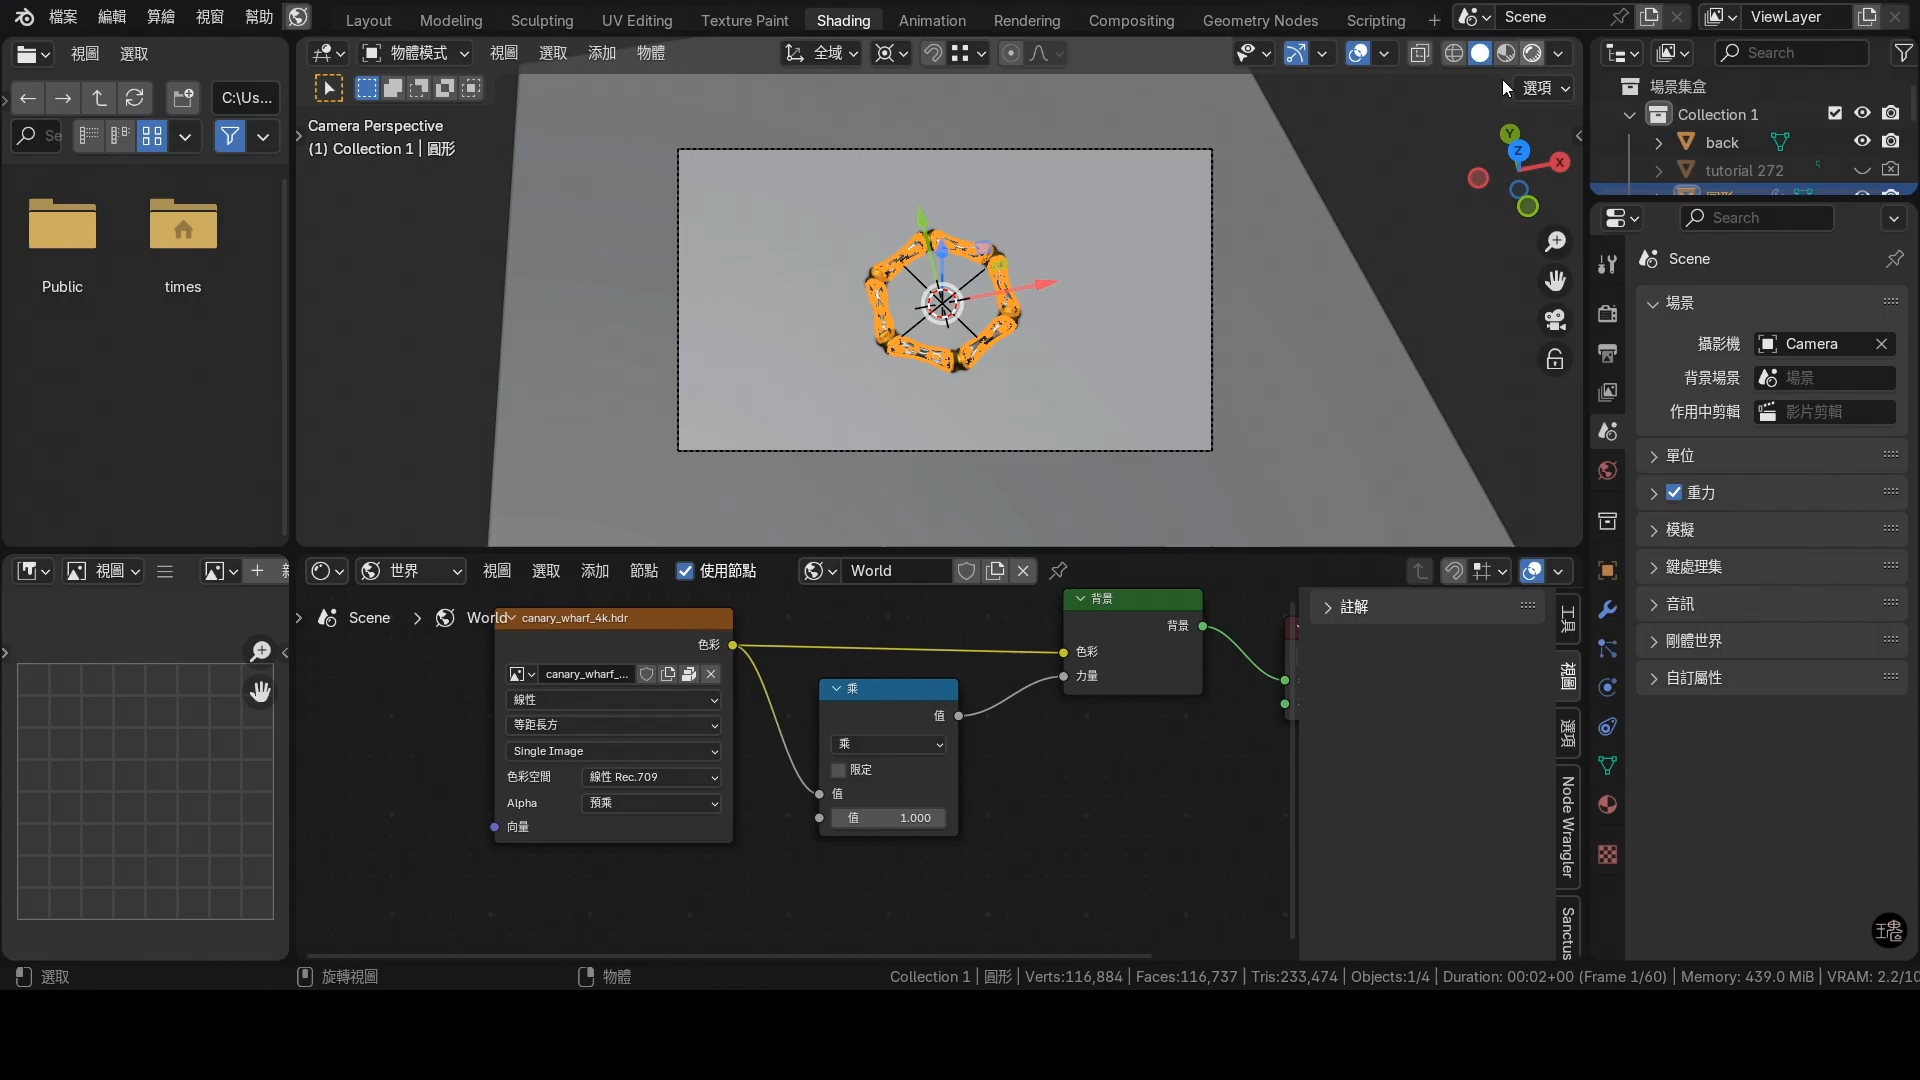 檔案 編輯 算繪 視窗 幫助 Layout Modeling Sculpting UV Editing Texture Paint Shading Animation Rendering Compositing Geometry Nodes Scripting + Scene ViewLayer
視圖 選取
C:\Us...
Se
Public times
物體模式 視圖 選取 添加 物體 全域
選項
Camera Perspective
(1) Collection 1 | 圓形
Y
Z
X
Search
場景集盒
Collection 1
back
tutorial 272
Search
Scene
場景
攝影機 Camera
背景場景 場景
作用中剪輯 影片剪輯
單位
重力
模擬
鍵處理集
音訊
剛體世界
自訂屬性
視圖
世界 視圖 選取 添加 節點 使用節點 World
Scene > World
canary_wharf_4k.hdr
色彩
canary_wharf_...
線性
等距長方
Single Image
色彩空間 線性 Rec.709
Alpha 預乘
向量
乘
值
乘
限定
值
值 1.000
背景
背景
色彩
力量
註解
工具
視圖
選項
Node Wrangler
Sanctus
選取 旋轉視圖 物體 Collection 1 | 圓形 | Verts:116,884 | Faces:116,737 | Tris:233,474 | Objects:1/4 | Duration: 00:02+00 (Frame 1/60) | Memory: 439.0 MiB | VRAM: 2.2/10